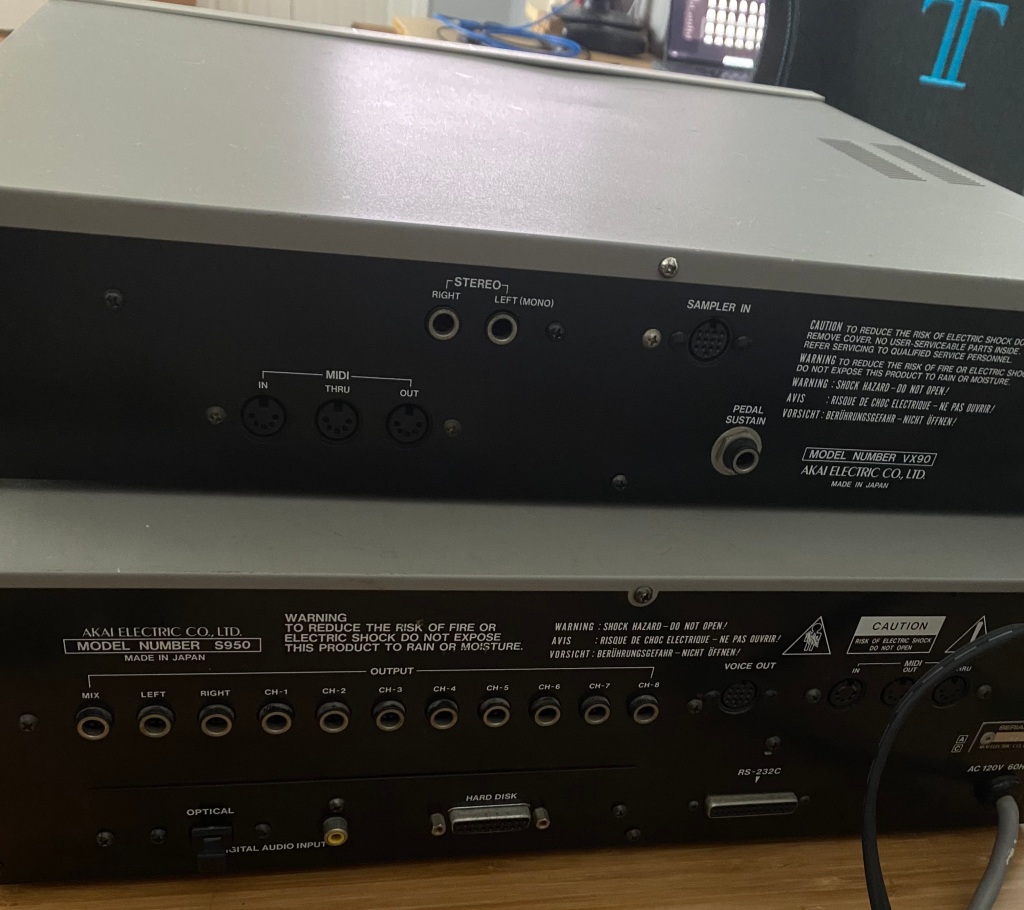 T
STEREO
RIGHT LEFT (MONO)
SAMPLER IN
CAUTION TO REDUCE THE RISK OF ELECTRIC SHOCK DO
REMOVE COVER. NO USER-SERVICEABLE PARTS INSIDE.
REFER SERVICING TO QUALIFIED SERVICE PERSONNEL.
WARNING TO REDUCE THE RISK OF FIRE OR ELECTRIC SHOC
DO NOT EXPOSE THIS PRODUCT TO RAIN OR MOISTURE.
WARNING : SHOCK HAZARD - DO NOT OPEN!
AVIS : RISQUE DE CHOC ELECTRIQUE - NE PAS OUVRIR!
VORSICHT : BERÜHRUNGSGEFAHR - NICHT ÖFFNEN!
MIDI
IN THRU OUT
PEDAL
SUSTAIN
MODEL NUMBER VX90
AKAI ELECTRIC CO., LTD.
MADE IN JAPAN
AKAI ELECTRIC CO., LTD.
MODEL NUMBER S950
MADE IN JAPAN
WARNING
TO REDUCE THE RISK OF FIRE OR
ELECTRIC SHOCK DO NOT EXPOSE
THIS PRODUCT TO RAIN OR MOISTURE.
WARNING : SHOCK HAZARD - DO NOT OPEN!
AVIS : RISQUE DE CHOC ELECTRIQUE - NE PAS OUVRIR!
VORSICHT : BERÜHRUNGSGEFAHR - NICHT ÖFFNEN!
CAUTION
RISK OF ELECTRIC SHOCK
DO NOT OPEN
OUTPUT
MIX LEFT RIGHT CH-1 CH-2 CH-3 CH-4 CH-5 CH-6 CH-7 CH-8
VOICE OUT
MIDI
IN OUT THRU
SERIA
AC 120V 60H
RS-232C
HARD DISK
OPTICAL
IGITAL AUDIO INPUT